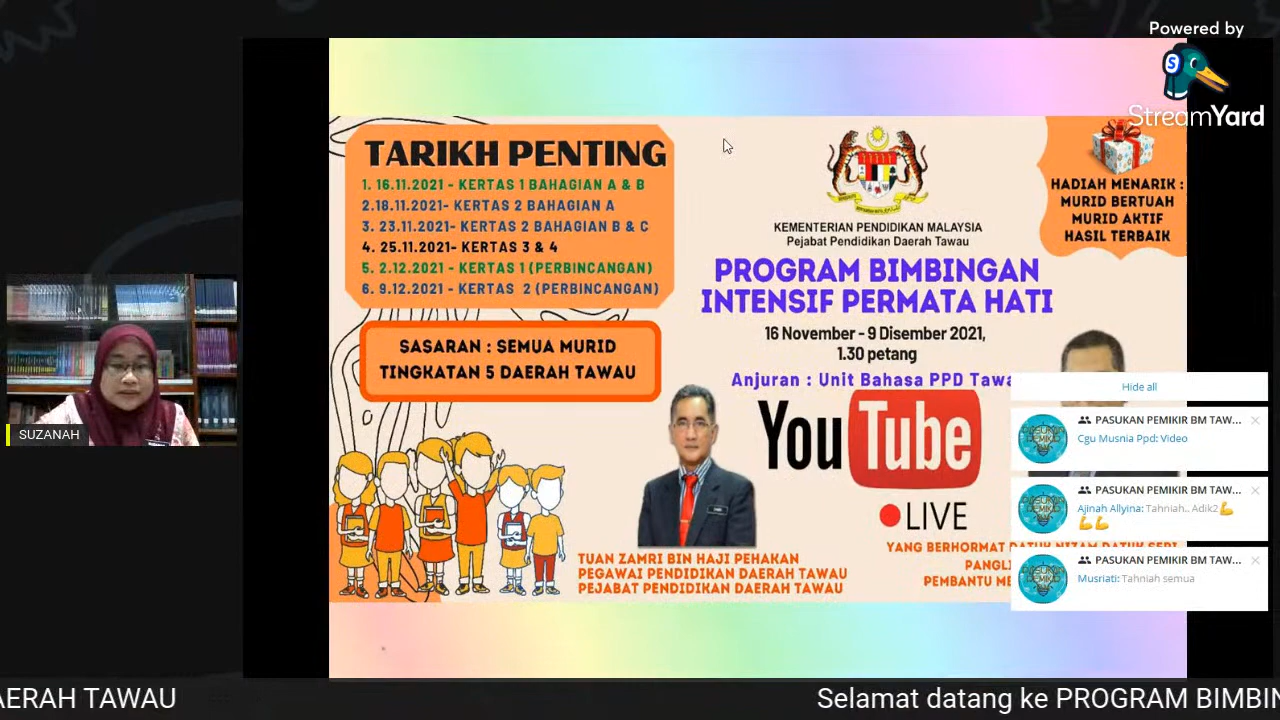 Powered by
StreamYard
TARIKH PENTING
1. 16.11.2021 - KERTAS 1 BAHAGIAN A & B
2.18.11.2021- KERTAS 2 BAHAGIAN A
3. 23.11.2021- KERTAS 2 BAHAGIAN B & C
4. 25.11.2021- KERTAS 3 & 4
5. 2.12.2021 - KERTAS 1 (PERBINCANGAN)
6. 9.12.2021 - KERTAS 2 (PERBINCANGAN)
SASARAN : SEMUA MURID
TINGKATAN 5 DAERAH TAWAU
KEMENTERIAN PENDIDIKAN MALAYSIA
Pejabat Pendidikan Daerah Tawau
PROGRAM BIMBINGAN
INTENSIF PERMATA HATI
16 November - 9 Disember 2021,
1.30 petang
Anjuran : Unit Bahasa PPD Tawa
YouTube
LIVE
HADIAH MENARIK :
MURID BERTUAH
MURID AKTIF
HASIL TERBAIK
TUAN ZAMRI BIN HAJI PEHAKAN
PEGAWAI PENDIDIKAN DAERAH TAWAU
PEJABAT PENDIDIKAN DAERAH TAWAU
YANG BERHORMAT DATUK NIZAM DATUK SERI
PANGLI
PEMBANTU ME
Hide all
PASUKAN PEMIKIR BM TAW...
Cgu Musnia Ppd: Video
PASUKAN PEMIKIR BM TAW...
Ajinah Allyina: Tahniah.. Adik2💪
💪💪
PASUKAN PEMIKIR BM TAW...
Musriati: Tahniah semua
SUZANAH
AERAH TAWAU
Selamat datang ke PROGRAM BIMBIN